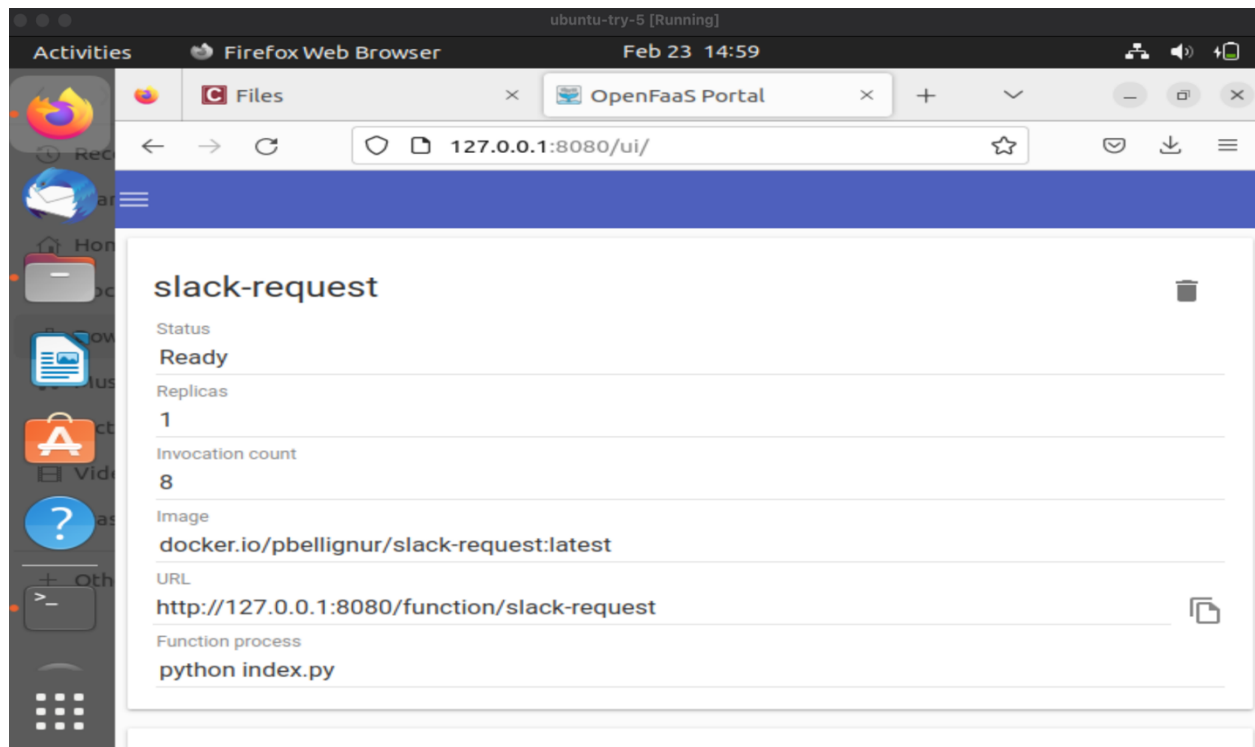 ubuntu-try-5 [Running]
Activities Firefox Web Browser Feb 23 14:59
Files OpenFaaS Portal
127.0.0.1:8080/ui/
slack-request
Status
Ready
Replicas
1
Invocation count
8
Image
docker.io/pbellignur/slack-request:latest
URL
http://127.0.0.1:8080/function/slack-request
Function process
python index.py